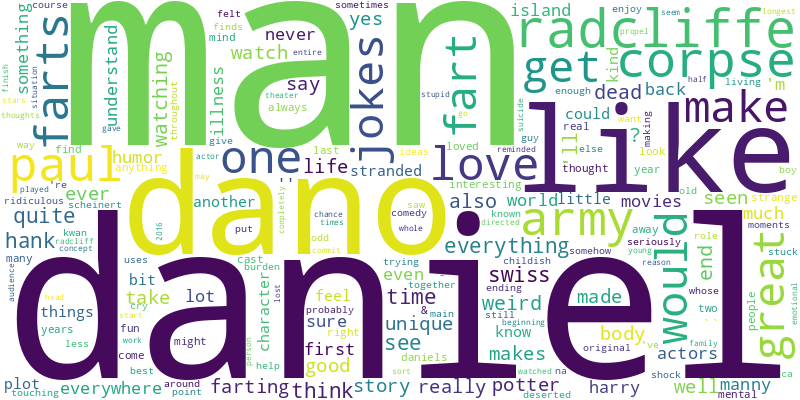 course
sometimes
island
enjoy
seem
longest
something
farts
understand
man
felt
finds
mind
yes
never
radcliffe
propel
finish
watching
throughout
illness
watch
say
jokes
fart
get
kind
corpse
entire
theater
always
stupid
go
enough
dead
back
half
living
'm
stars
thoughts
situation
gave
suicide
could
want
making
make
way
find
give
one
last
ideas
loved
reminded
guy
real
'll
?
look
boy
paul
humor
actor
life
love
else
like
anything
stranded
interesting
thought
year
played
're
may
dano
saw
old
strange
ridiculous
ever
scheinert
another
completely
comedy
also
world
little
movies
seen
much
quite
kwan
put
chance
times
whole
known
directed
army
away
role
moments
hank
radcliff
concept
2016
odd
commit
everything
somehow
seriously
would
great
many
daniel
uses
cast
burden
trying
even
childish
swiss
young
reason
end
whose
stuck
audience
head
bit
cry
character
feel
together
ending
weird
made
two
people
emotional
things
take
lot
probably
time
&
main
still
body
``
years
start
might
lost
sure
right
unique
beginning
know
original
've
family
less
fun
work
person
first
see
makes
actors
come
best
help
good
daniels
sort
watched
na
shock
ca
plot
touching
everywhere
around
point
farting
think
story
really
potter
deserted
harry
well
manny
mental